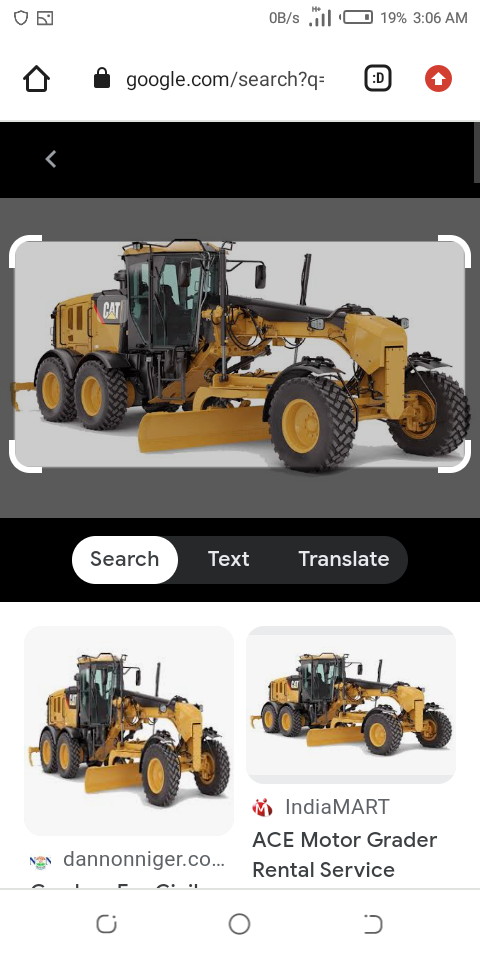 0B/s H+ 19% 3:06 AM
google.com/search?q=
:D
CAT
Search Text Translate
dannonniger.co...
IndiaMART
ACE Motor Grader
Rental Service